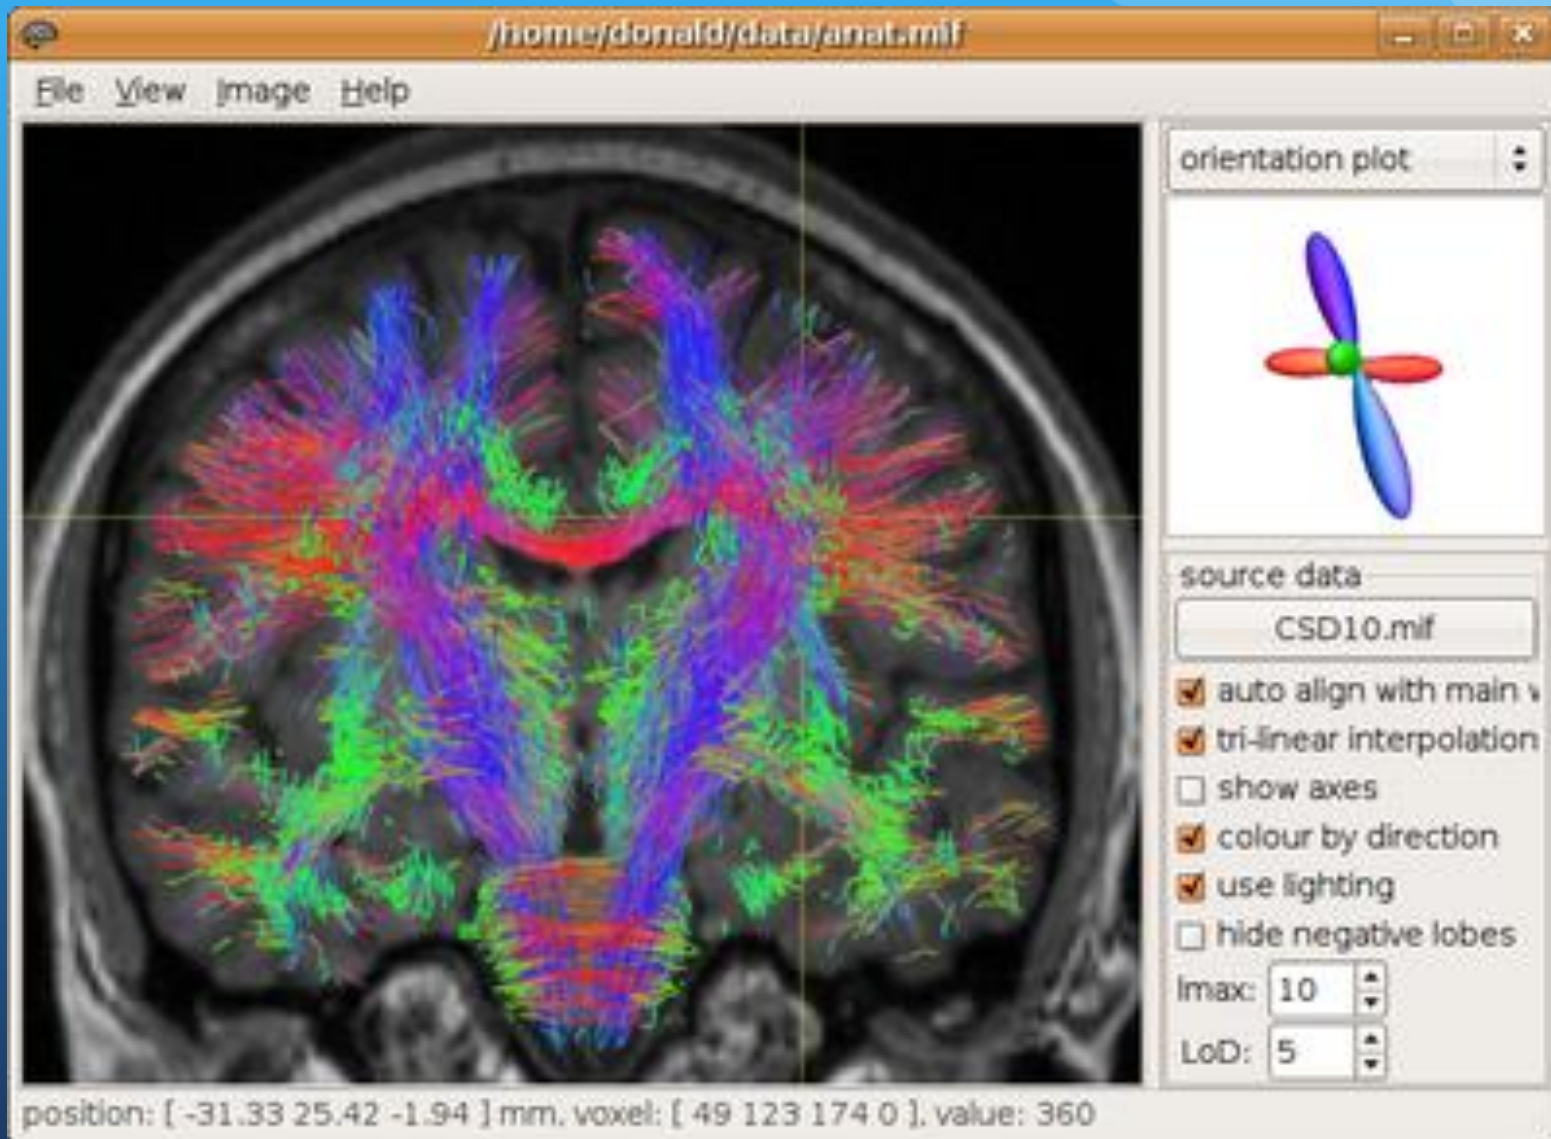 /home/donald/data/anat.mif
File View Image Help
orientation plot
source data
CSD10.mif
auto align with main v
tri-linear interpolation
show axes
colour by direction
use lighting
hide negative lobes
lmax: 10
LoD: 5
position: [ -31.33 25.42 -1.94 ] mm, voxel: [ 49 123 174 0 ], value: 360